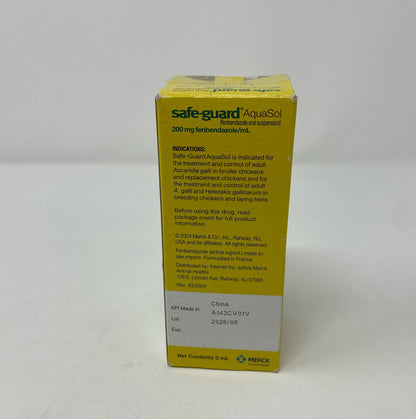 safe-guard® AquaSol
(fenbendazole oral suspension)
200 mg fenbendazole/mL
INDICATIONS:
Safe-Guard AquaSol is indicated for
the treatment and control of adult
Ascaridia galli in broiler chickens
and replacement chickens and for
the treatment and control of adult
A. galli and Heterakis gallinarum in
breeding chickens and laying hens.
Before using this drug, read
package insert for full product
information.
© 2024 Merck & Co., Inc., Rahway, NJ,
USA and its affiliates. All rights reserved.
Fenbendazole (active ingred.) made in:
see imprint. Formulated in France.
Distributed by: Intervet Inc. (d/b/a Merck
Animal Health)
126 E. Lincoln Ave, Rahway, NJ 07065
Rev. 03/2024
API Made in: China
Lot: A143CV01V
Exp: 2026/06
Net Contents 3 mL
MERCK
Animal Health